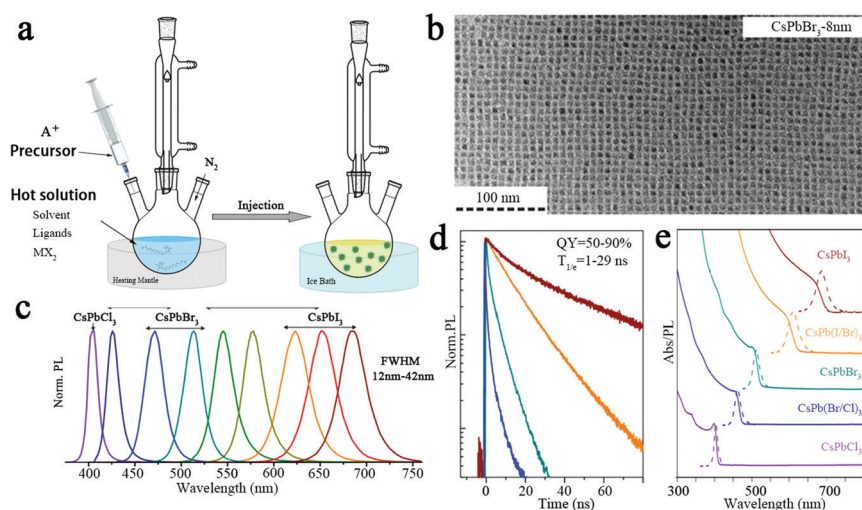 a
A+
Precursor
Hot solution
Solvent
Ligands
MX2
N2
Injection
Heating Mantle
Ice Bath
b
CsPbBr3-8nm
100 nm
c
CsPbCl3
CsPbBr3
CsPbI3
FWHM
12nm-42nm
Norm. PL
400 450 500 550 600 650 700 750
Wavelength (nm)
d
QY=50-90%
T1/e=1-29 ns
Norm.PL
0 20 40 60 80
Time (ns)
e
CsPbI3
CsPb(I/Br)3
CsPbBr3
CsPb(Br/Cl)3
CsPbCl3
Abs/PL
300 500 700
Wavelength (nm)